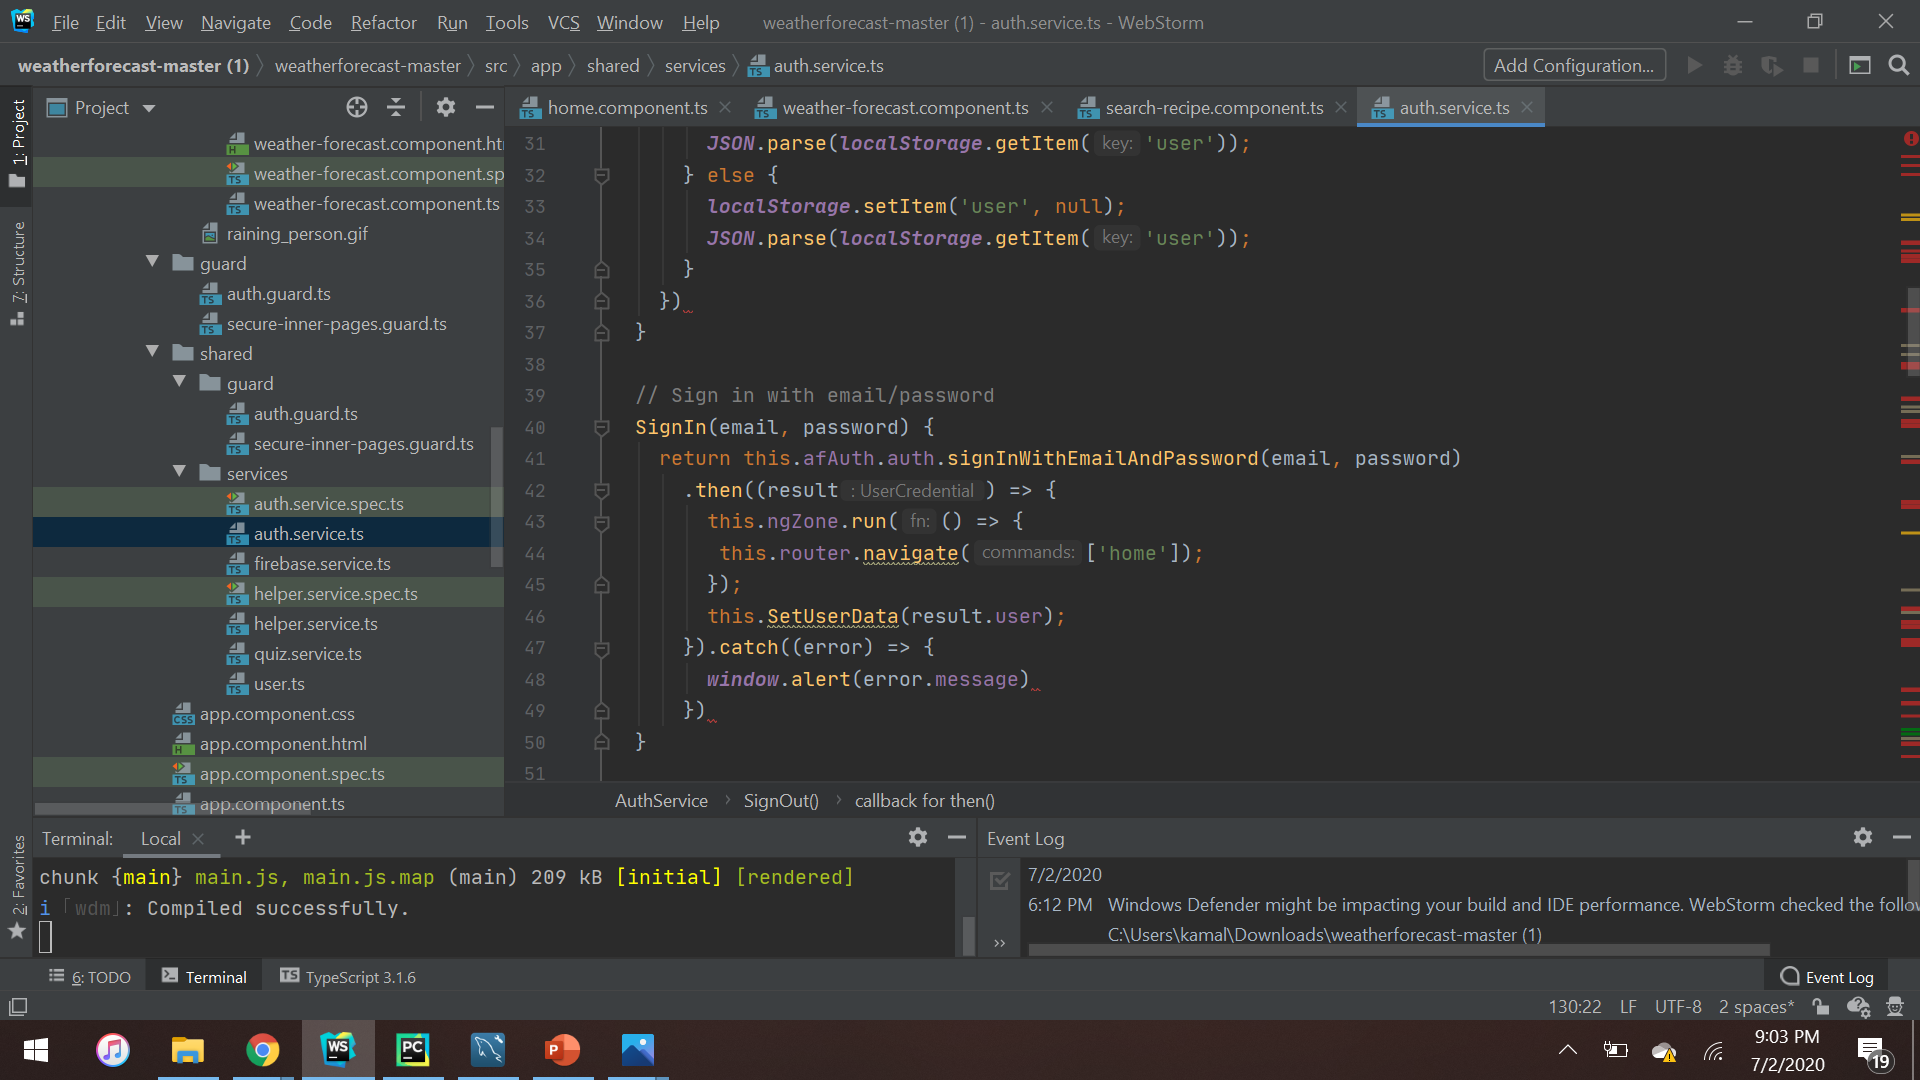 WS File Edit View Navigate Code Refactor Run Tools VCS Window Help weatherforecast-master (1) - auth.service.ts - WebStorm
weatherforecast-master (1) weatherforecast-master src app shared services auth.service.ts Add Configuration...
1: Project
7: Structure
2: Favorites
Project
weather-forecast.component.ht
weather-forecast.component.sp
weather-forecast.component.ts
raining_person.gif
guard
auth.guard.ts
secure-inner-pages.guard.ts
shared
guard
auth.guard.ts
secure-inner-pages.guard.ts
services
auth.service.spec.ts
auth.service.ts
firebase.service.ts
helper.service.spec.ts
helper.service.ts
quiz.service.ts
user.ts
app.component.css
app.component.html
app.component.spec.ts
app.component.ts
home.component.ts weather-forecast.component.ts search-recipe.component.ts auth.service.ts
31 JSON.parse(localStorage.getItem( key: 'user'));
32 } else {
33 localStorage.setItem('user', null);
34 JSON.parse(localStorage.getItem( key: 'user'));
35 }
36 })
37 }
38
39 // Sign in with email/password
40 SignIn(email, password) {
41 return this.afAuth.auth.signInWithEmailAndPassword(email, password)
42 .then((result : UserCredential ) => {
43 this.ngZone.run( fn: () => {
44 this.router.navigate( commands: ['home']);
45 });
46 this.SetUserData(result.user);
47 }).catch((error) => {
48 window.alert(error.message)
49 })
50 }
51
AuthService SignOut() callback for then()
Terminal: Local +
chunk {main} main.js, main.js.map (main) 209 kB [initial] [rendered]
i ｢wdm｣: Compiled successfully.
Event Log
7/2/2020
6:12 PM Windows Defender might be impacting your build and IDE performance. WebStorm checked the follow
C:\Users\kamal\Downloads\weatherforecast-master (1)
6: TODO Terminal TS TypeScript 3.1.6 Event Log
130:22 LF UTF-8 2 spaces*
WS PC P
9:03 PM
7/2/2020
19